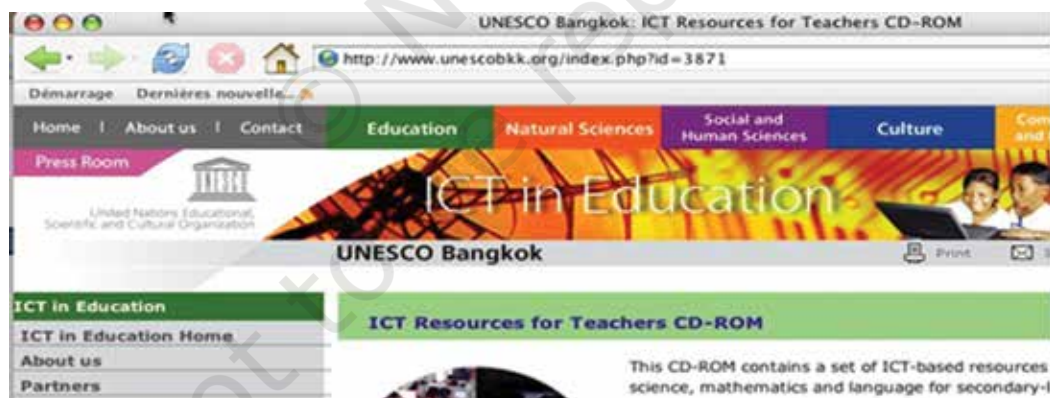 UNESCO Bangkok: ICT Resources for Teachers CD-ROM
http://www.unescobkk.org/index.php?id=3871
Démarrage Dernières nouvelle...
Home | About us | Contact Education Natural Sciences Social and Human Sciences Culture
Press Room
UNESCO
ICT in Education
United Nations Educational,
Scientific and Cultural Organization
UNESCO Bangkok Print
ICT in Education
ICT in Education Home
About us
Partners
ICT Resources for Teachers CD-ROM
This CD-ROM contains a set of ICT-based resources
science, mathematics and language for secondary-l